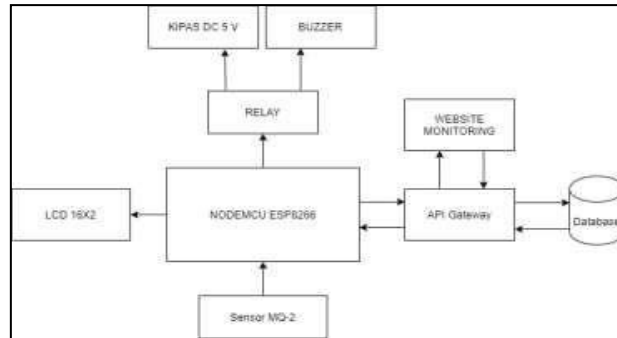 KIPAS DC 5 V
BUZZER
RELAY
WEBSITE
MONITORING
LCD 16X2
NODEMCU ESP8266
API Gateway
Database
Sensor MQ-2